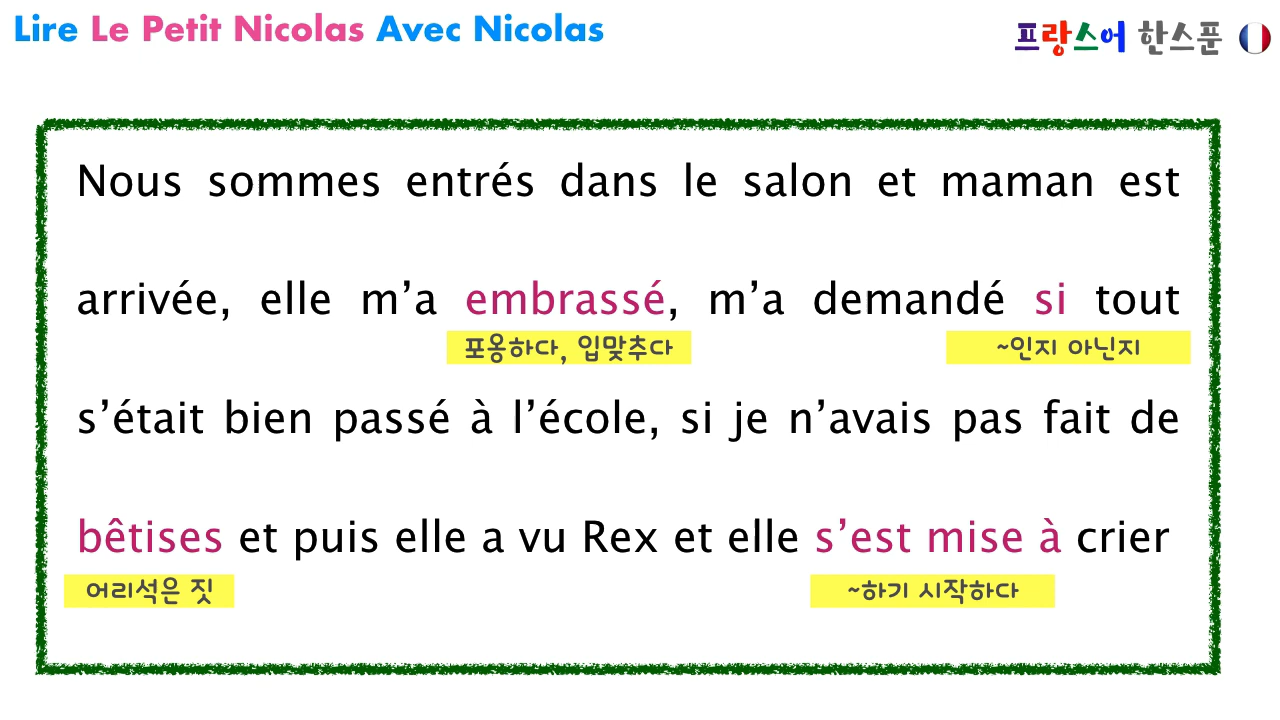 Lire Le Petit Nicolas Avec Nicolas
프랑스어 한스푼
Nous sommes entrés dans le salon et maman est
arrivée, elle m’a embrassé, m’a demandé si tout
포옹하다, 입맞추다
~인지 아닌지
s’était bien passé à l’école, si je n’avais pas fait de
bêtises et puis elle a vu Rex et elle s’est mise à crier
어리석은 짓
~하기 시작하다